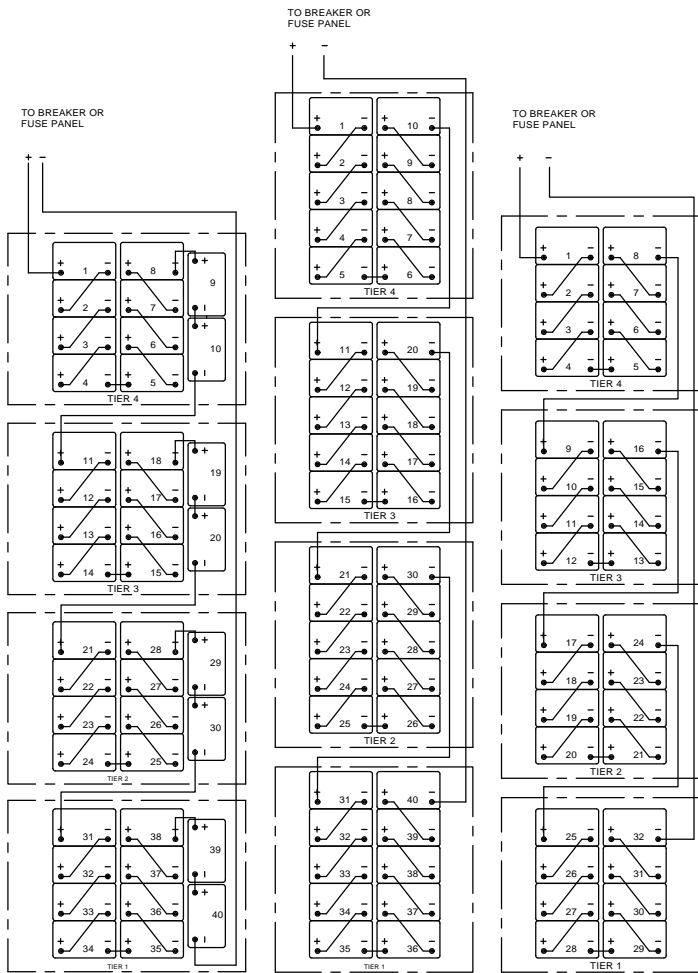 TO BREAKER OR
FUSE PANEL
+ −
+ 1 − + 8 −
+ 2 − + 7 −
+ 3 − + 6 −
+ 4 − + 5 −
+ 9 −
+ 10 −
TIER 4
+ 11 − + 18 −
+ 12 − + 17 −
+ 13 − + 16 −
+ 14 − + 15 −
+ 19 −
+ 20 −
TIER 3
+ 21 − + 28 −
+ 22 − + 27 −
+ 23 − + 26 −
+ 24 − + 25 −
+ 29 −
+ 30 −
TIER 2
+ 31 − + 38 −
+ 32 − + 37 −
+ 33 − + 36 −
+ 34 − + 35 −
+ 39 −
+ 40 −
TIER 1
TO BREAKER OR
FUSE PANEL
+ −
+ 1 − + 10 −
+ 2 − + 9 −
+ 3 − + 8 −
+ 4 − + 7 −
+ 5 − + 6 −
TIER 4
+ 11 − + 20 −
+ 12 − + 19 −
+ 13 − + 18 −
+ 14 − + 17 −
+ 15 − + 16 −
TIER 3
+ 21 − + 30 −
+ 22 − + 29 −
+ 23 − + 28 −
+ 24 − + 27 −
+ 25 − + 26 −
TIER 2
+ 31 − + 40 −
+ 32 − + 39 −
+ 33 − + 38 −
+ 34 − + 37 −
+ 35 − + 36 −
TIER 1
TO BREAKER OR
FUSE PANEL
+ −
+ 1 − + 8 −
+ 2 − + 7 −
+ 3 − + 6 −
+ 4 − + 5 −
TIER 4
+ 9 − + 16 −
+ 10 − + 15 −
+ 11 − + 14 −
+ 12 − + 13 −
TIER 3
+ 17 − + 24 −
+ 18 − + 23 −
+ 19 − + 22 −
+ 20 − + 21 −
TIER 2
+ 25 − + 32 −
+ 26 − + 31 −
+ 27 − + 30 −
+ 28 − + 29 −
TIER 1